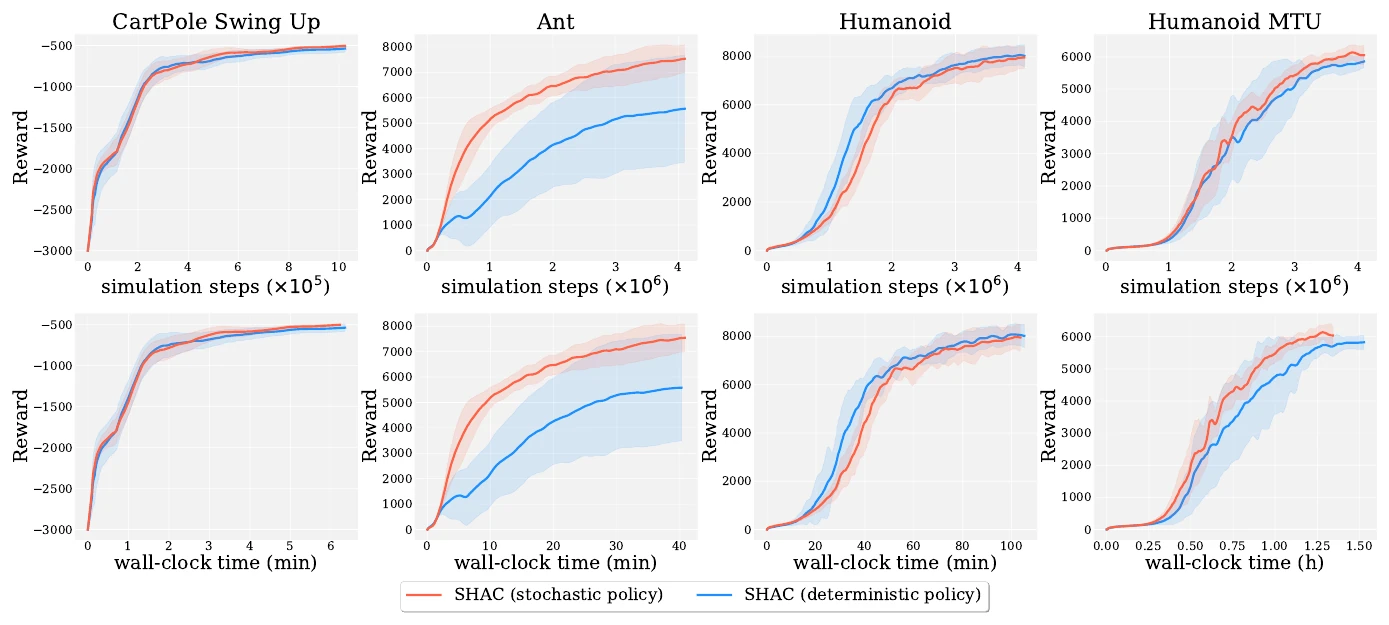 CartPole Swing Up
Ant
Humanoid
Humanoid MTU
Reward
−500
−1000
−1500
−2000
−2500
−3000
0 2 4 6 8 10
simulation steps (×10⁵)
Reward
8000
7000
6000
5000
4000
3000
2000
1000
0
0 1 2 3 4
simulation steps (×10⁶)
Reward
8000
6000
4000
2000
0
0 1 2 3 4
simulation steps (×10⁶)
Reward
6000
5000
4000
3000
2000
1000
0
0 1 2 3 4
simulation steps (×10⁶)
Reward
−500
−1000
−1500
−2000
−2500
−3000
0 1 2 3 4 5 6
wall-clock time (min)
Reward
8000
7000
6000
5000
4000
3000
2000
1000
0
0 10 20 30 40
wall-clock time (min)
Reward
8000
6000
4000
2000
0
0 20 40 60 80 100
wall-clock time (min)
Reward
6000
5000
4000
3000
2000
1000
0
0.00 0.25 0.50 0.75 1.00 1.25 1.50
wall-clock time (h)
SHAC (stochastic policy)
SHAC (deterministic policy)